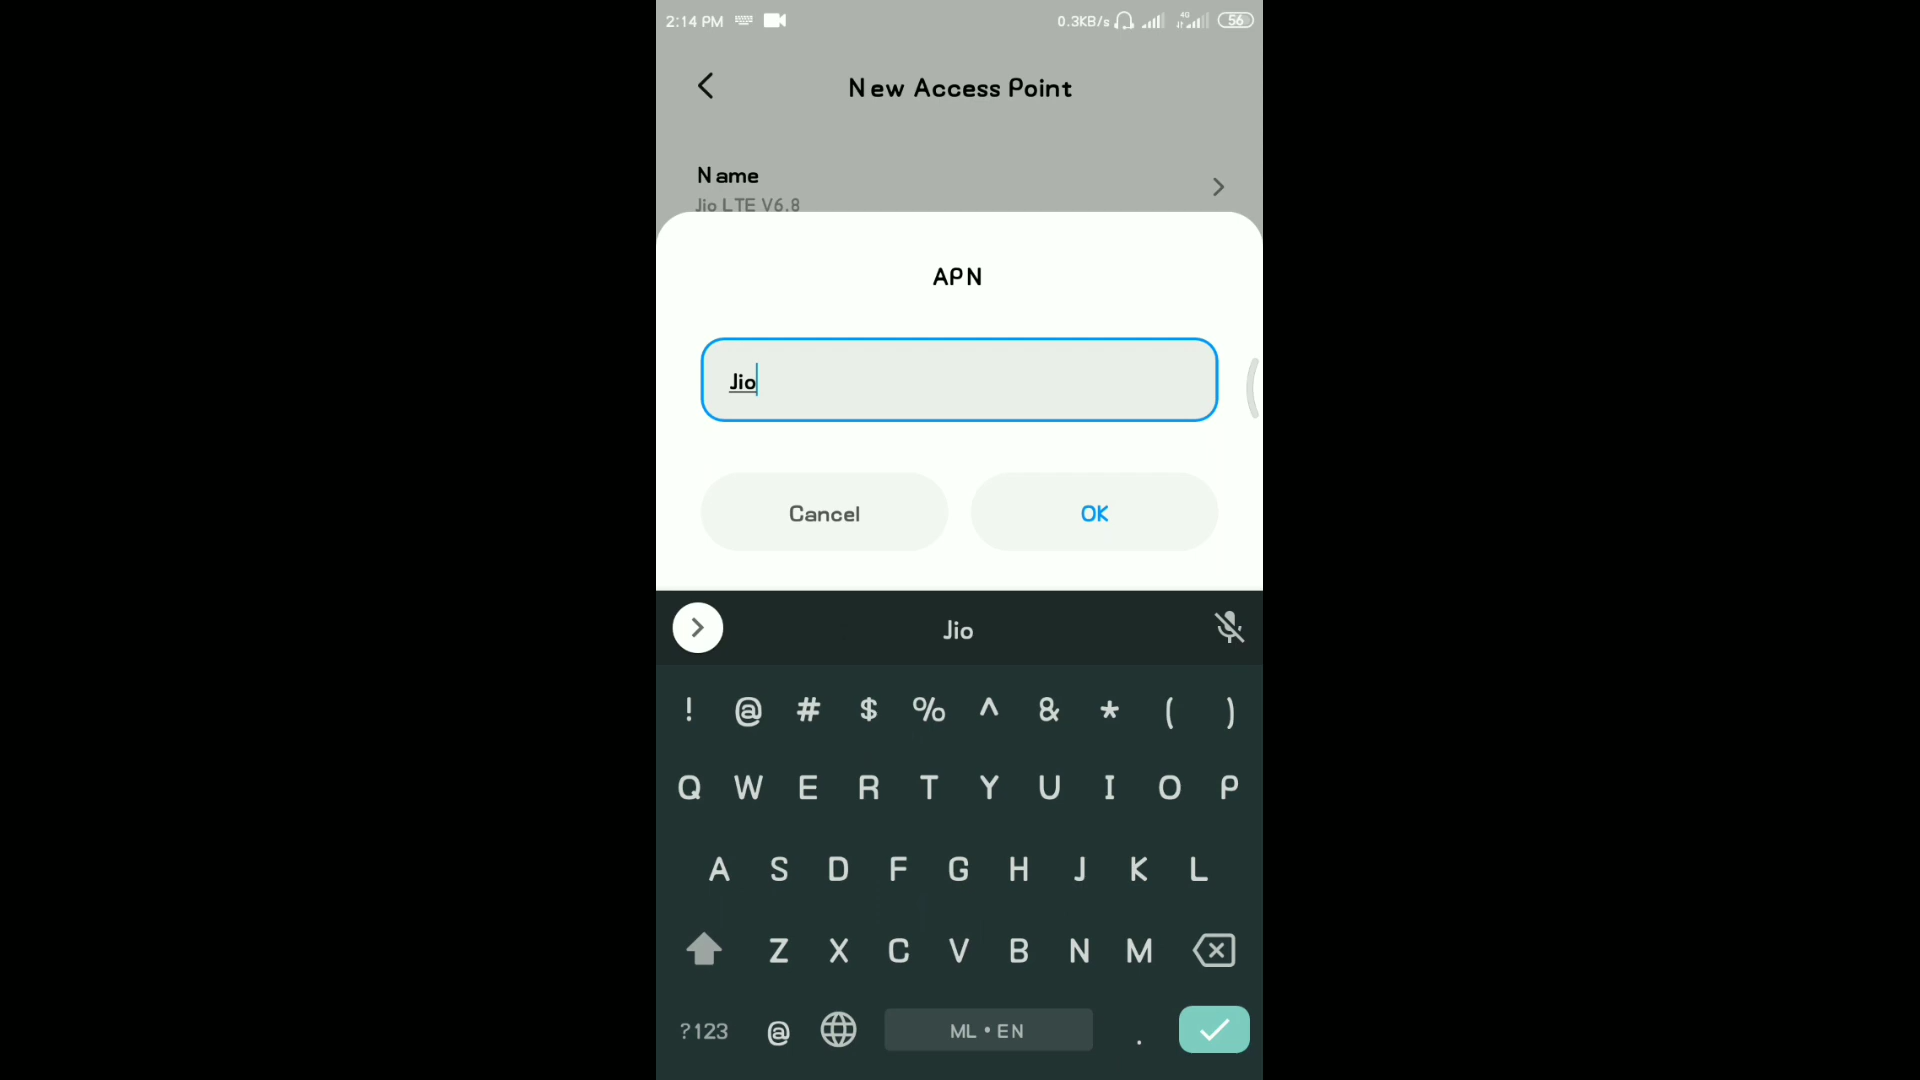 2:14 PM 0.3KB/s 4G 56
New Access Point
Name
Jio LTE V6.8
APN
Jio
Cancel OK
Jio
! @ # $ % ^ & * ( )
Q W E R T Y U I O P
A S D F G H J K L
Z X C V B N M
?123 @ ML • EN .